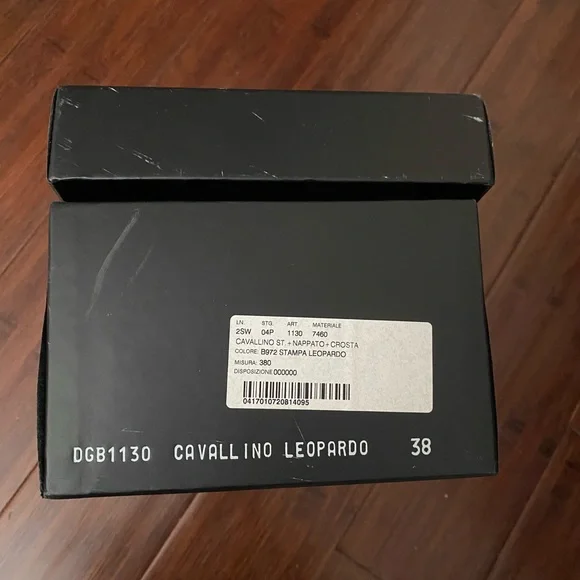 LN. STG. ART. MATERIALE
2SW 04P 1130 7460
CAVALLINO ST.+NAPPATO+CROSTA
COLORE: B972 STAMPA LEOPARDO
MISURA: 380
DISPOSIZIONE:000000
0417010720814095
DGB1130 CAVALLINO LEOPARDO 38